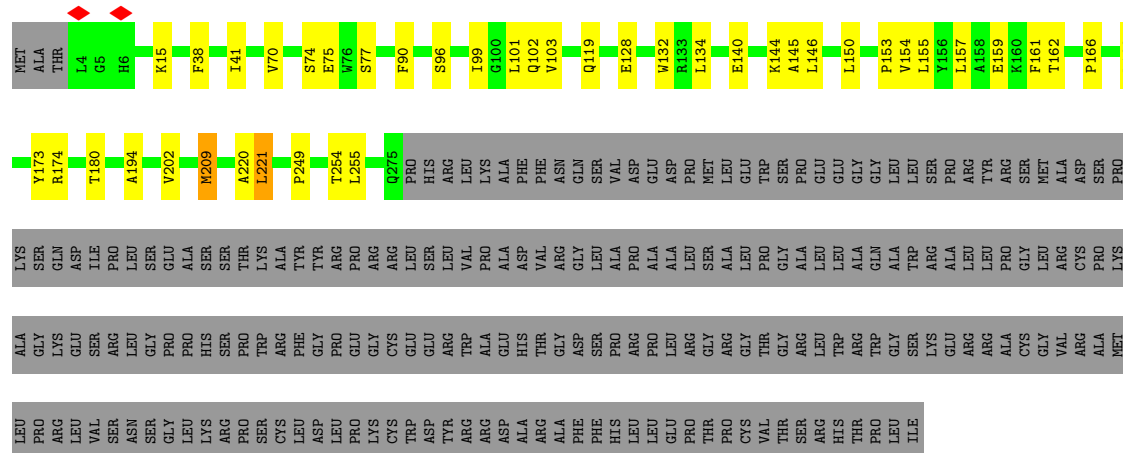 MET ALA THR L4 G5 H6 K15 F38 I41 V70 S74 E75 W76 S77 F90 S96 I99 G100 L101 Q102 V103 Q119 E128 W132 R133 L134 E140 K144 A145 L146 L150 P153 V154 L155 Y156 L157 A158 E159 K160 F161 T162 P166
Y173 R174 T180 A194 V202 M209 A220 L221 P249 T254 L255 Q275 PRO HIS ARG LEU LYS ALA PHE PHE ASN GLN SER VAL ASP GLU ASP PRO MET LEU LEU GLU TRP SER PRO GLU GLU GLY GLY LEU LEU SER PRO ARG TYR ARG SER MET ALA ASP SER PRO
LYS SER GLN ASP ILE PRO LEU SER GLU ALA SER SER THR LYS ALA TYR TYR ARG PRO ARG ARG LEU SER LEU VAL PRO ALA ASP VAL ARG GLY LEU ALA PRO ALA ALA LEU SER ALA LEU PRO GLY ALA LEU LEU ALA GLN ALA TRP ARG ALA LEU LEU PRO GLY LEU ARG CYS PRO LYS
ALA GLY LYS GLU SER ARG LEU GLY PRO PRO HIS SER PRO TRP ARG PHE GLY PRO GLU GLY CYS GLU GLU ARG TRP ALA GLU HIS THR GLY ASP SER PRO HIS ARG PRO LEU ARG GLY ARG GLY THR GLY ARG LEU TRP ARG TRP GLY SER LYS GLU ARG ARG ALA CYS GLY VAL ARG ALA MET
LEU PRO ARG LEU VAL SER ASN SER GLY LEU LYS ARG PRO SER CYS LEU ASP LEU PRO LYS CYS TRP ASP TYR ARG ARG ASP ALA ARG ALA PHE PHE HIS LEU LEU GLU PRO THR PRO CYS VAL THR SER ARG HIS THR PRO LEU ILE